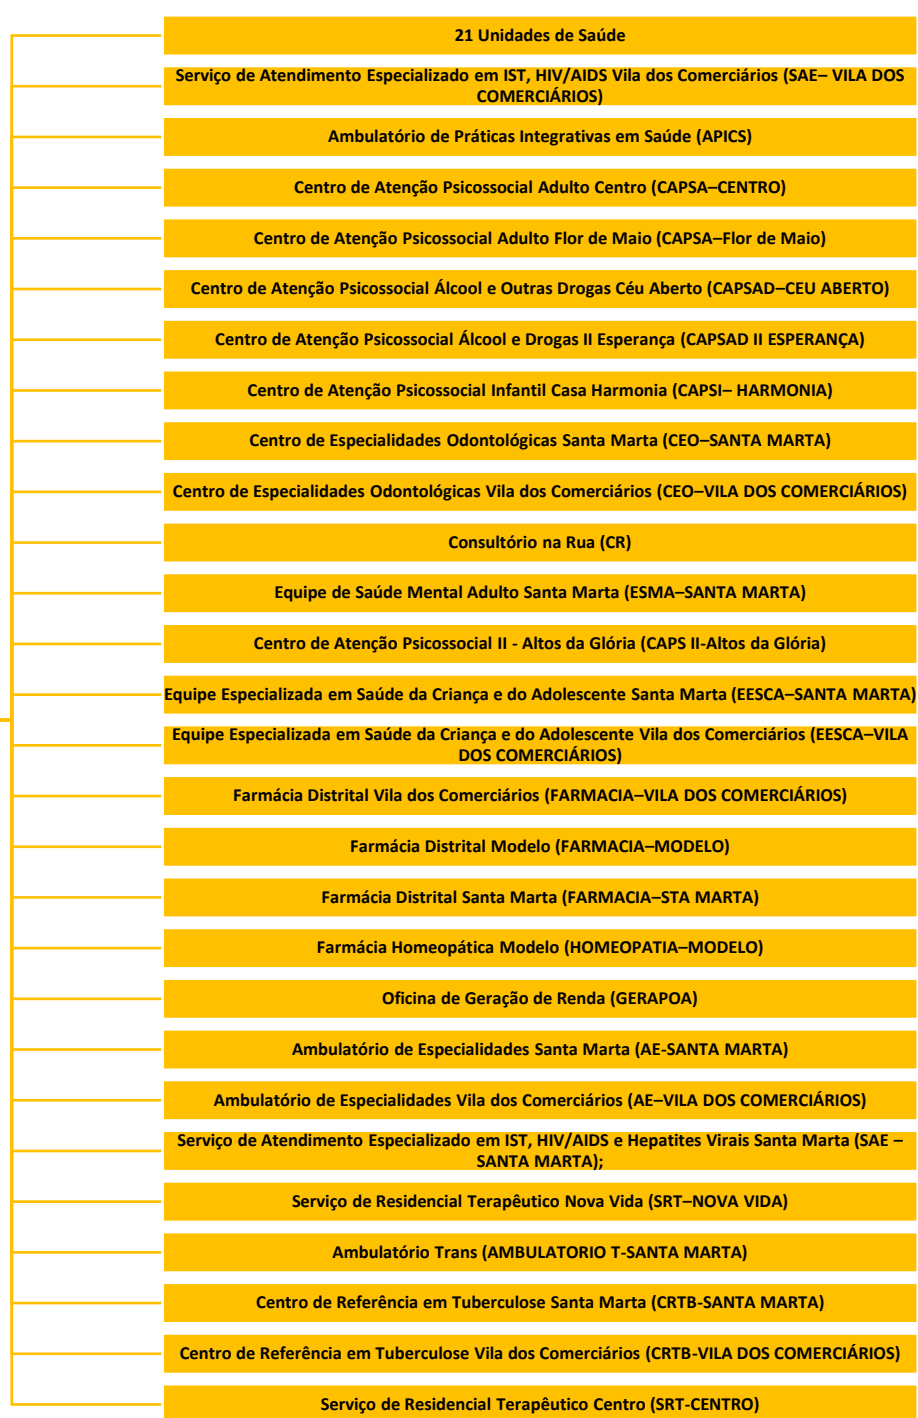 21 Unidades de Saúde
Serviço de Atendimento Especializado em IST, HIV/AIDS Vila dos Comerciários (SAE– VILA DOS
COMERCIÁRIOS)
Ambulatório de Práticas Integrativas em Saúde (APICS)
Centro de Atenção Psicossocial Adulto Centro (CAPSA–CENTRO)
Centro de Atenção Psicossocial Adulto Flor de Maio (CAPSA–Flor de Maio)
Centro de Atenção Psicossocial Álcool e Outras Drogas Céu Aberto (CAPSAD–CEU ABERTO)
Centro de Atenção Psicossocial Álcool e Drogas II Esperança (CAPSAD II ESPERANÇA)
Centro de Atenção Psicossocial Infantil Casa Harmonia (CAPSI– HARMONIA)
Centro de Especialidades Odontológicas Santa Marta (CEO–SANTA MARTA)
Centro de Especialidades Odontológicas Vila dos Comerciários (CEO–VILA DOS COMERCIÁRIOS)
Consultório na Rua (CR)
Equipe de Saúde Mental Adulto Santa Marta (ESMA–SANTA MARTA)
Centro de Atenção Psicossocial II - Altos da Glória (CAPS II-Altos da Glória)
Equipe Especializada em Saúde da Criança e do Adolescente Santa Marta (EESCA–SANTA MARTA)
Equipe Especializada em Saúde da Criança e do Adolescente Vila dos Comerciários (EESCA–VILA
DOS COMERCIÁRIOS)
Farmácia Distrital Vila dos Comerciários (FARMACIA–VILA DOS COMERCIÁRIOS)
Farmácia Distrital Modelo (FARMACIA–MODELO)
Farmácia Distrital Santa Marta (FARMACIA–STA MARTA)
Farmácia Homeopática Modelo (HOMEOPATIA–MODELO)
Oficina de Geração de Renda (GERAPOA)
Ambulatório de Especialidades Santa Marta (AE-SANTA MARTA)
Ambulatório de Especialidades Vila dos Comerciários (AE–VILA DOS COMERCIÁRIOS)
Serviço de Atendimento Especializado em IST, HIV/AIDS e Hepatites Virais Santa Marta (SAE –
SANTA MARTA);
Serviço de Residencial Terapêutico Nova Vida (SRT–NOVA VIDA)
Ambulatório Trans (AMBULATORIO T-SANTA MARTA)
Centro de Referência em Tuberculose Santa Marta (CRTB-SANTA MARTA)
Centro de Referência em Tuberculose Vila dos Comerciários (CRTB-VILA DOS COMERCIÁRIOS)
Serviço de Residencial Terapêutico Centro (SRT-CENTRO)